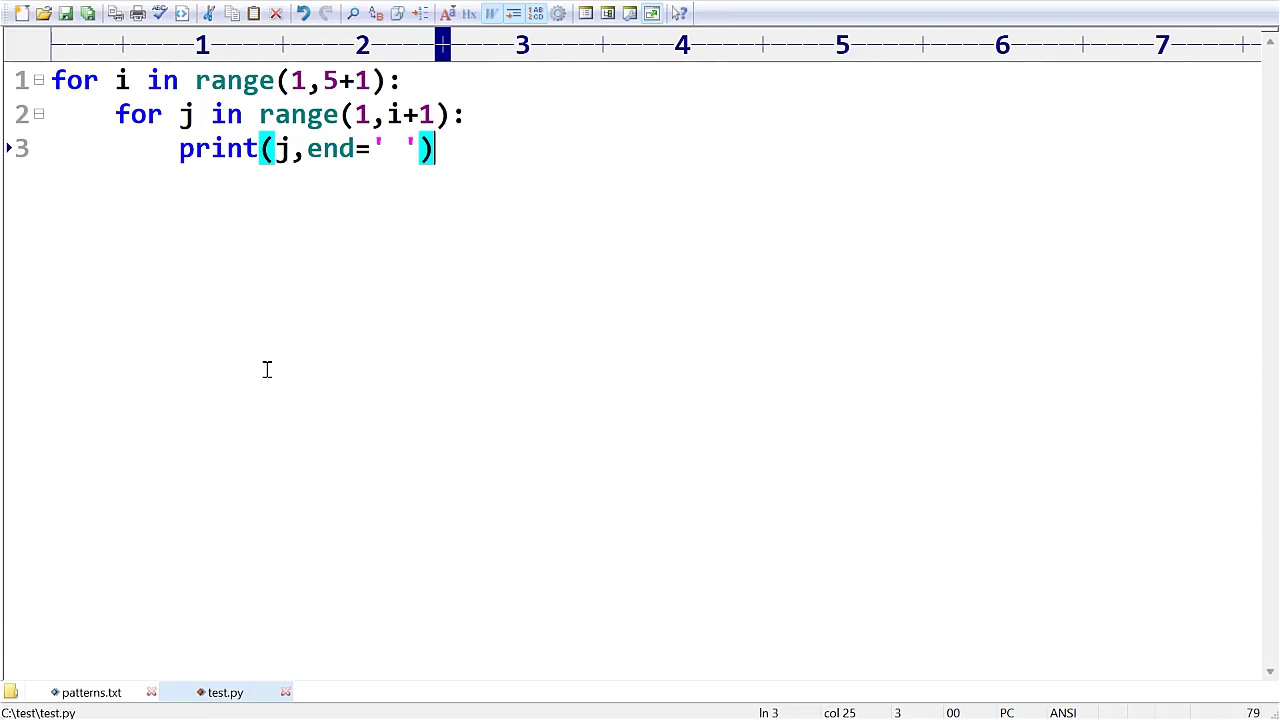 1 2 3 4 5 6 7
1 for i in range(1,5+1):
2     for j in range(1,i+1):
3         print(j,end=' ')
patterns.txt test.py
C:\test\test.py ln 3 col 25 3 00 PC ANSI 79